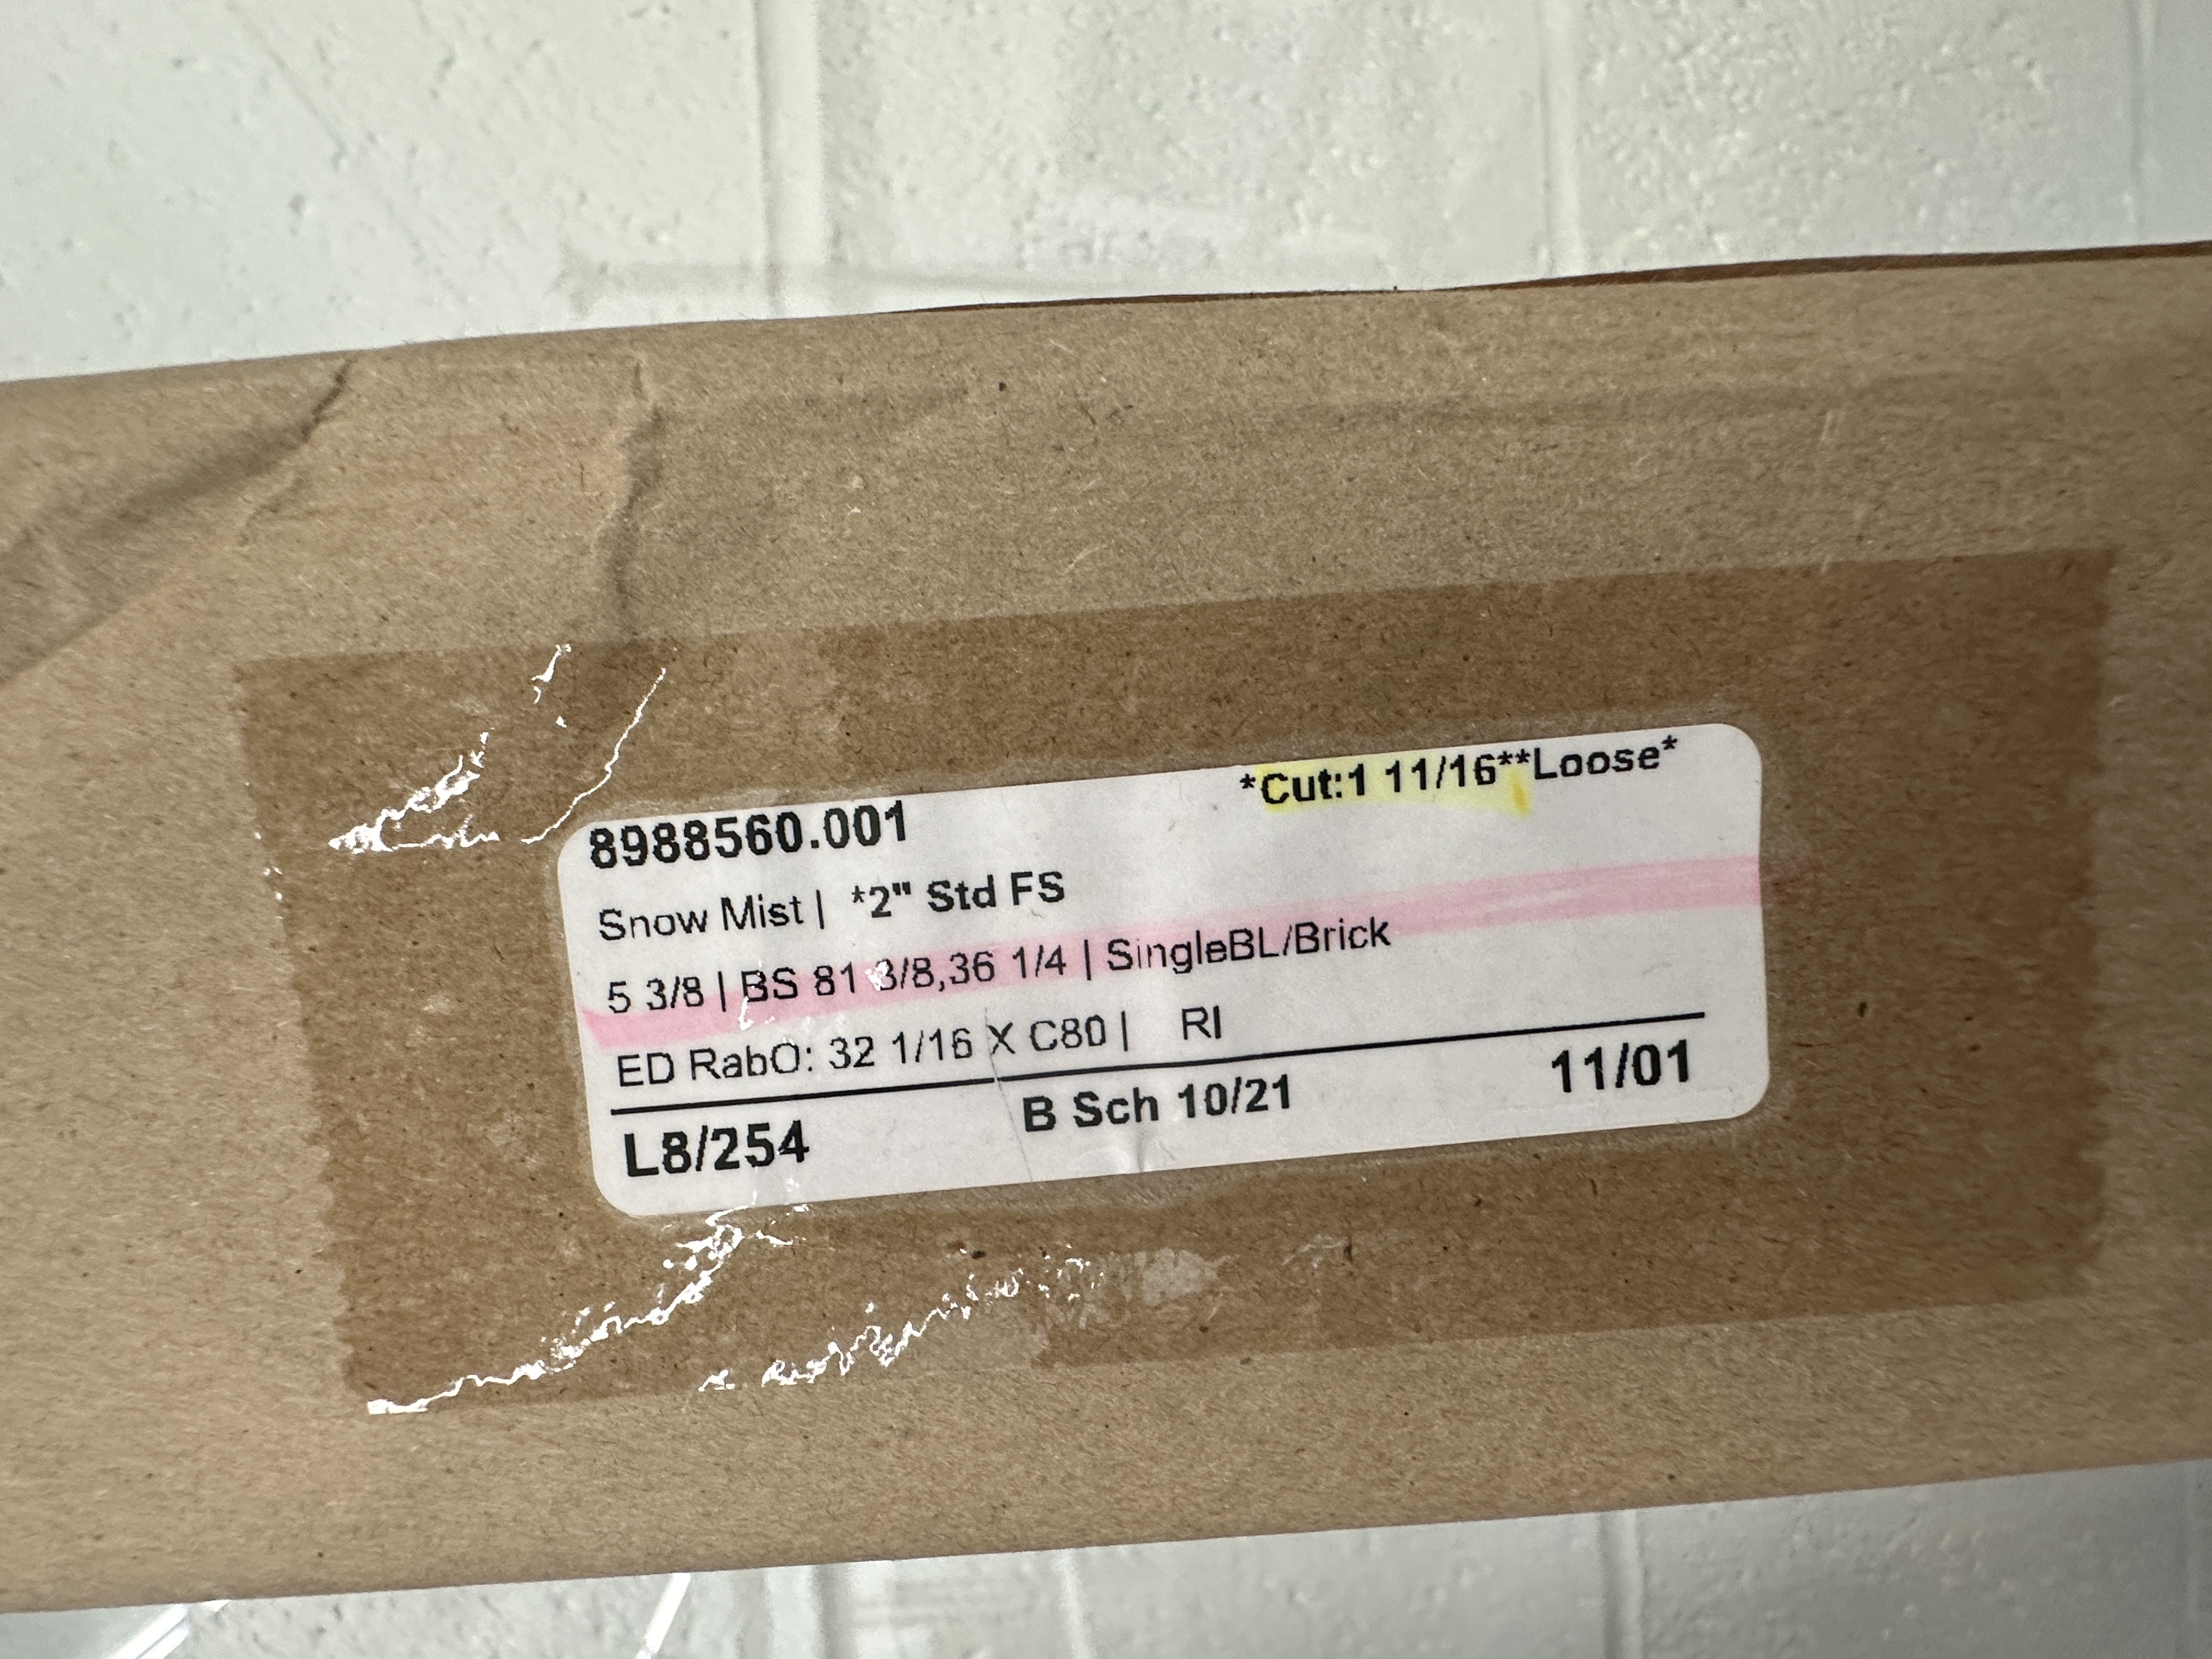 *Cut:1 11/16**Loose*
8988560.001
Snow Mist | *2" Std FS
5 3/8 | BS 81 3/8,36 1/4 | SingleBL/Brick
ED RabO: 32 1/16 X C80 | RI
L8/254 B Sch 10/21 11/01